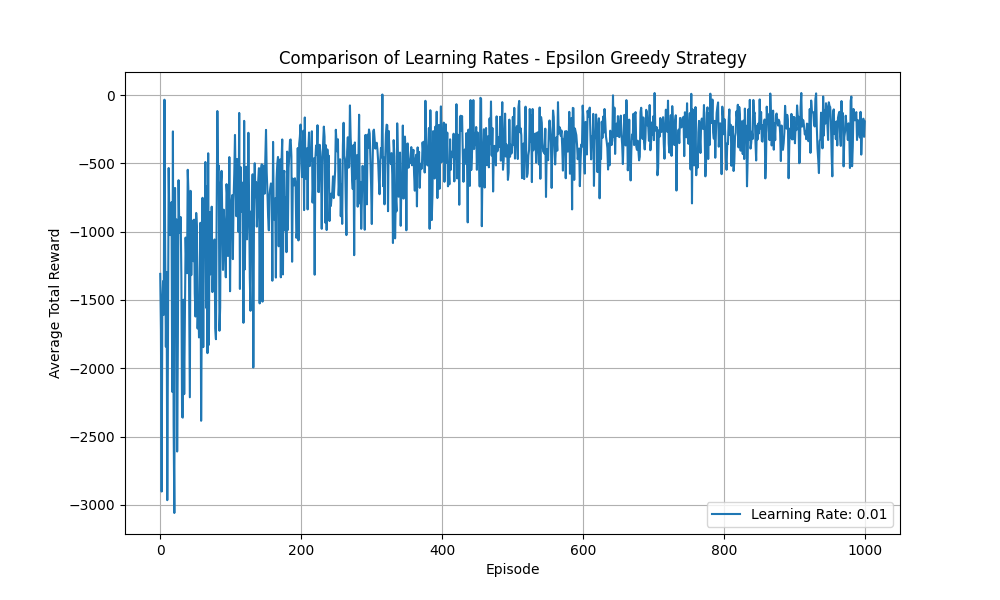 Comparison of Learning Rates - Epsilon Greedy Strategy
0
−500
−1000
−1500
−2000
−2500
−3000
Average Total Reward
Learning Rate: 0.01
0 200 400 600 800 1000
Episode